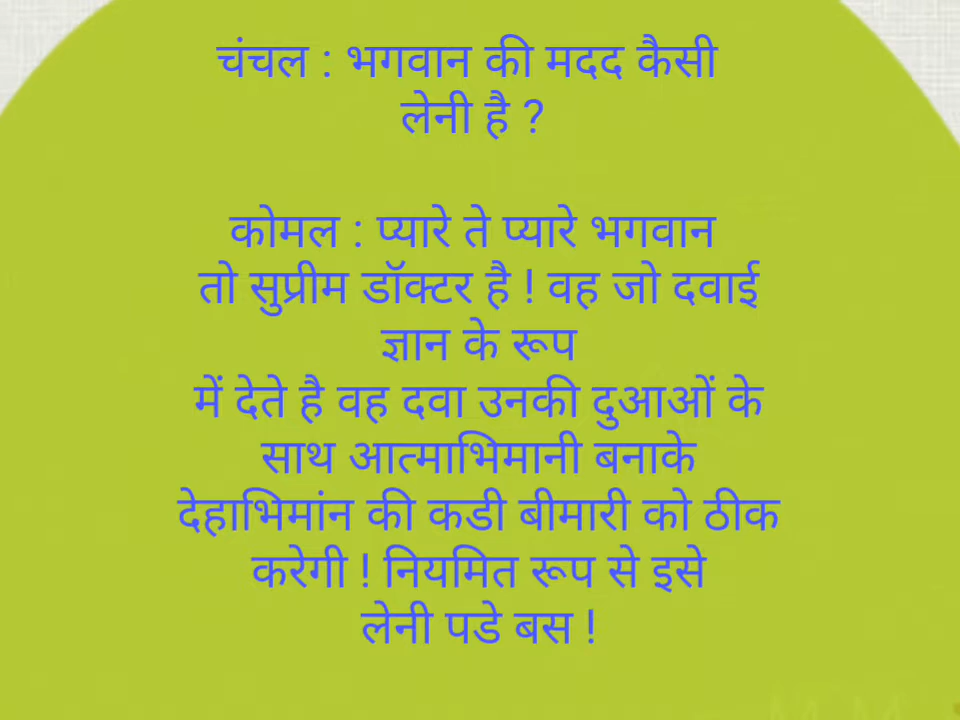 चंचल : भगवान की मदद कैसी
लेनी है ?
कोमल : प्यारे ते प्यारे भगवान
तो सुप्रीम डॉक्टर है ! वह जो दवाई
ज्ञान के रूप
में देते है वह दवा उनकी दुआओं के
साथ आत्माभिमानी बनाके
देहाभिमांन की कडी बीमारी को ठीक
करेगी ! नियमित रूप से इसे
लेनी पडे बस !